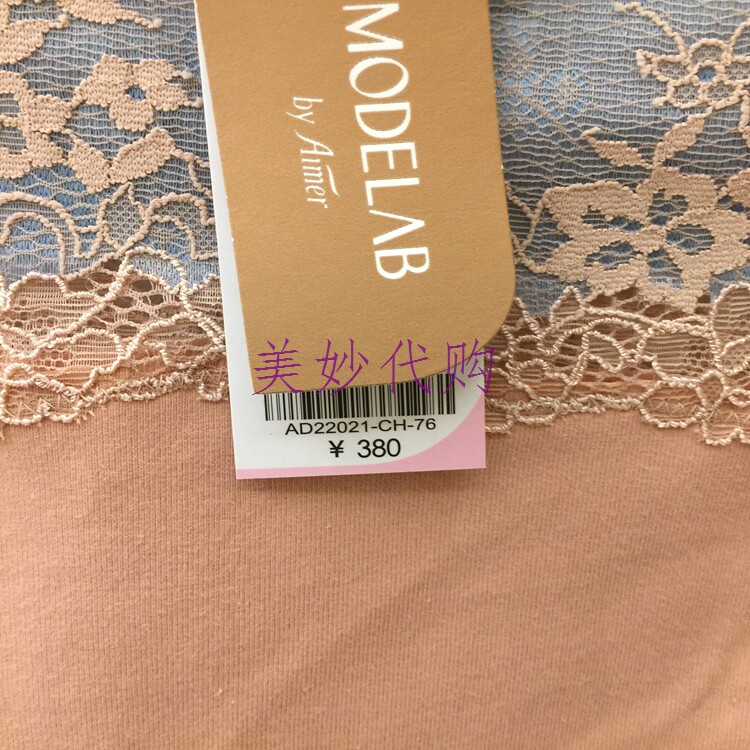 MODELAB
by Aimer
美妙代购
AD22021-CH-76
¥ 380